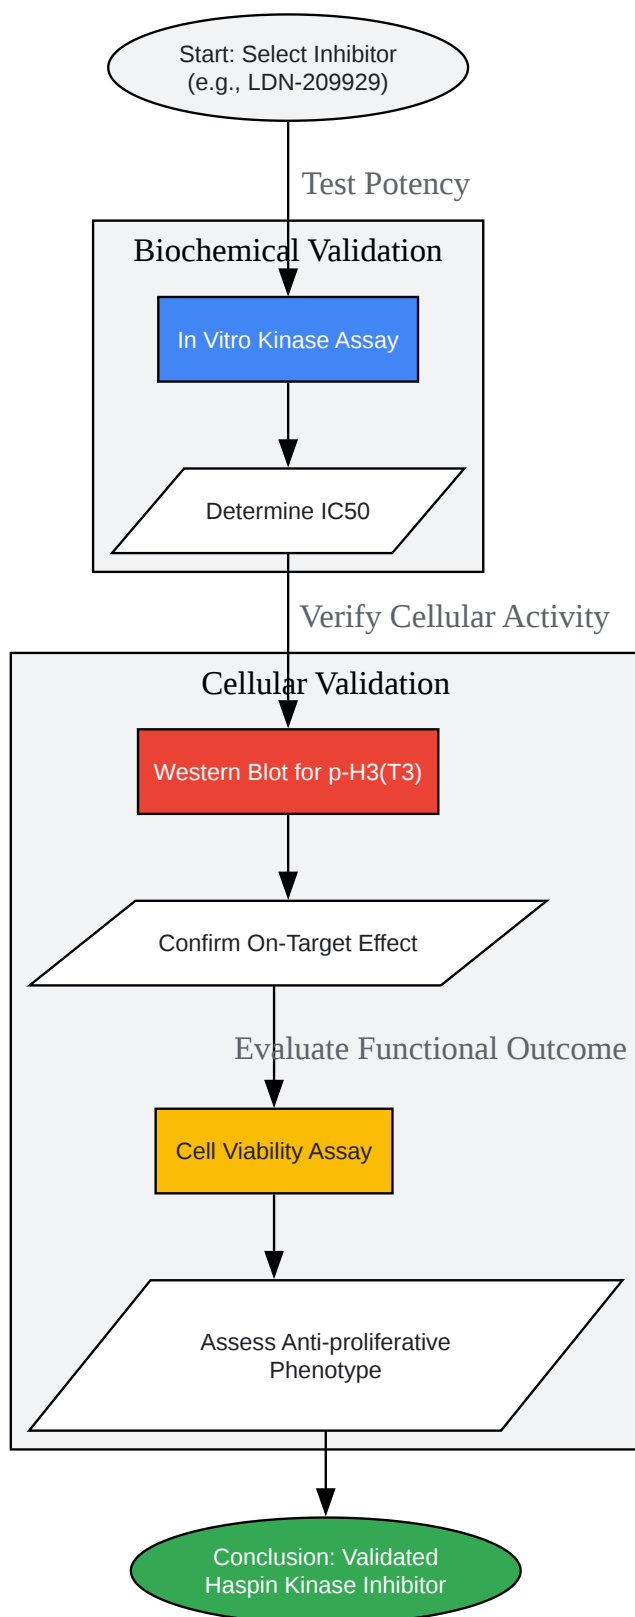 Start: Select Inhibitor
(e.g., LDN-209929)
Test Potency
Biochemical Validation
In Vitro Kinase Assay
Determine IC50
Verify Cellular Activity
Cellular Validation
Western Blot for p-H3(T3)
Confirm On-Target Effect
Evaluate Functional Outcome
Cell Viability Assay
Assess Anti-proliferative
Phenotype
Conclusion: Validated
Haspin Kinase Inhibitor